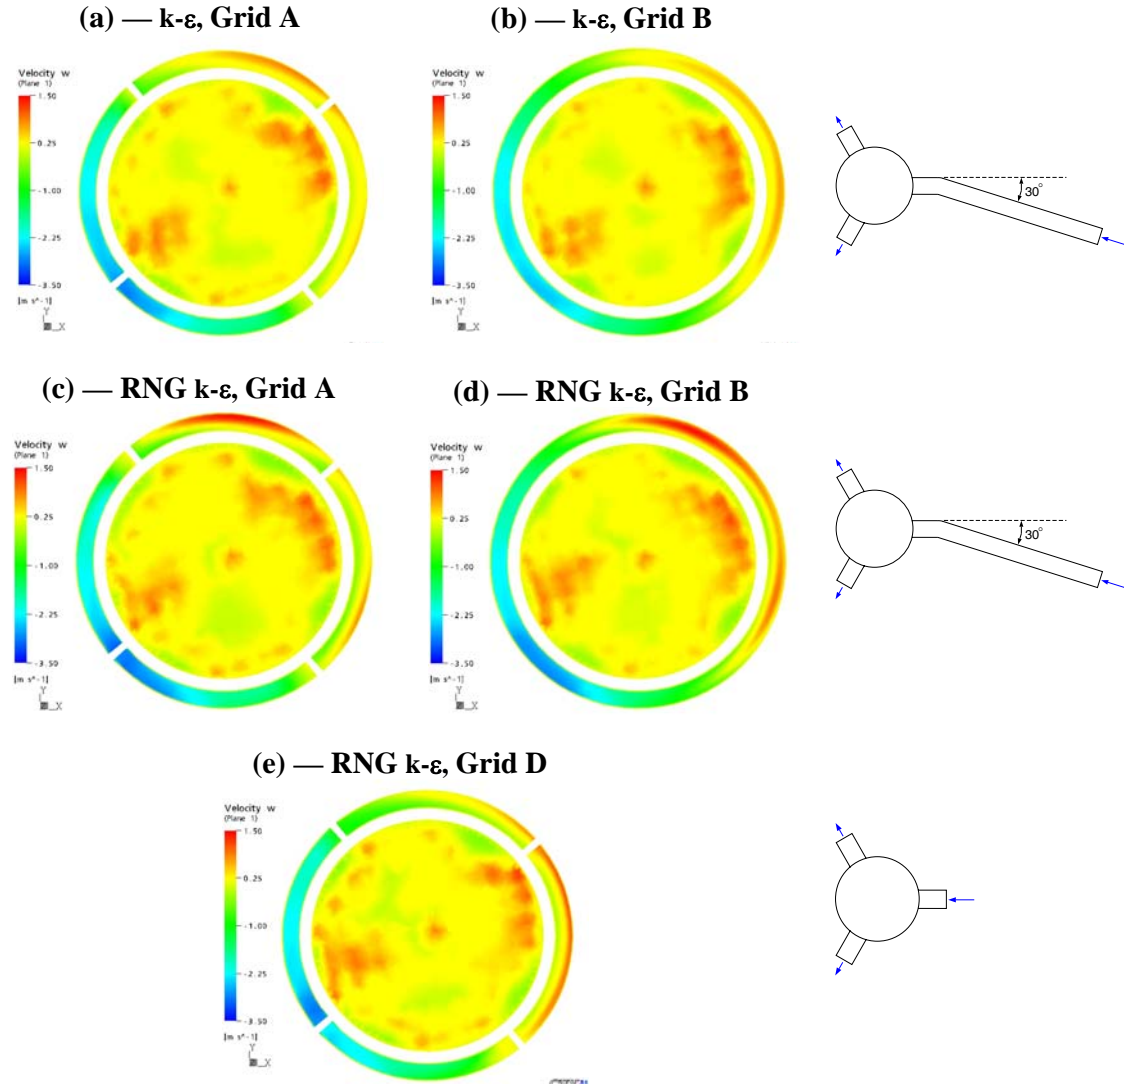 (a) — k-ε, Grid A
(b) — k-ε, Grid B
Velocity w
(Plane 1)
1.50
0.25
-1.00
-2.25
-3.50
[m s^-1]
Y
X
Velocity w
(Plane 1)
1.50
0.25
-1.00
-2.25
-3.50
[m s^-1]
Y
X
30°
(c) — RNG k-ε, Grid A
(d) — RNG k-ε, Grid B
Velocity w
(Plane 1)
1.50
0.25
-1.00
-2.25
-3.50
[m s^-1]
Y
X
Velocity w
(Plane 1)
1.50
0.25
-1.00
-2.25
-3.50
[m s^-1]
Y
X
30°
(e) — RNG k-ε, Grid D
Velocity w
(Plane 1)
1.50
0.25
-1.00
-2.25
-3.50
[m s^-1]
Y
X